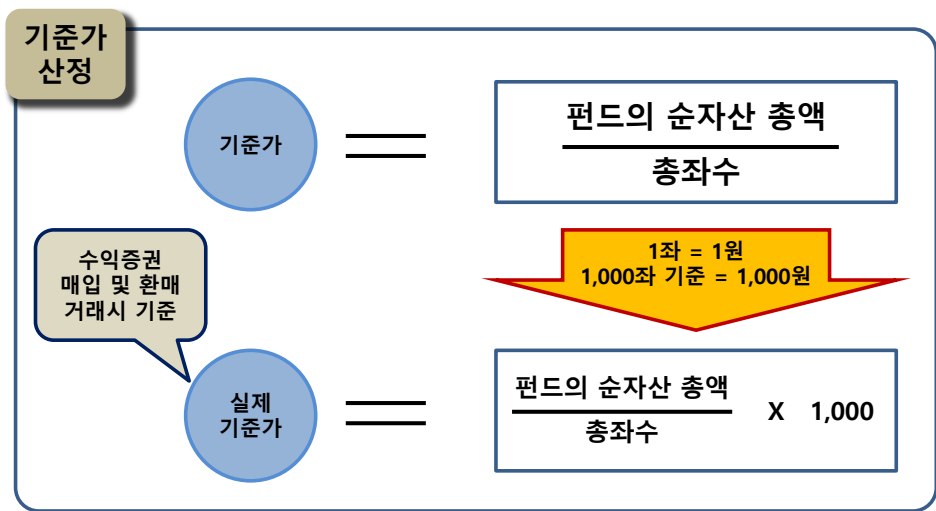 기준가
산정
기준가
펀드의 순자산 총액
총좌수
1좌 = 1원
1,000좌 기준 = 1,000원
수익증권
매입 및 환매
거래시 기준
실제
기준가
펀드의 순자산 총액
총좌수
X 1,000